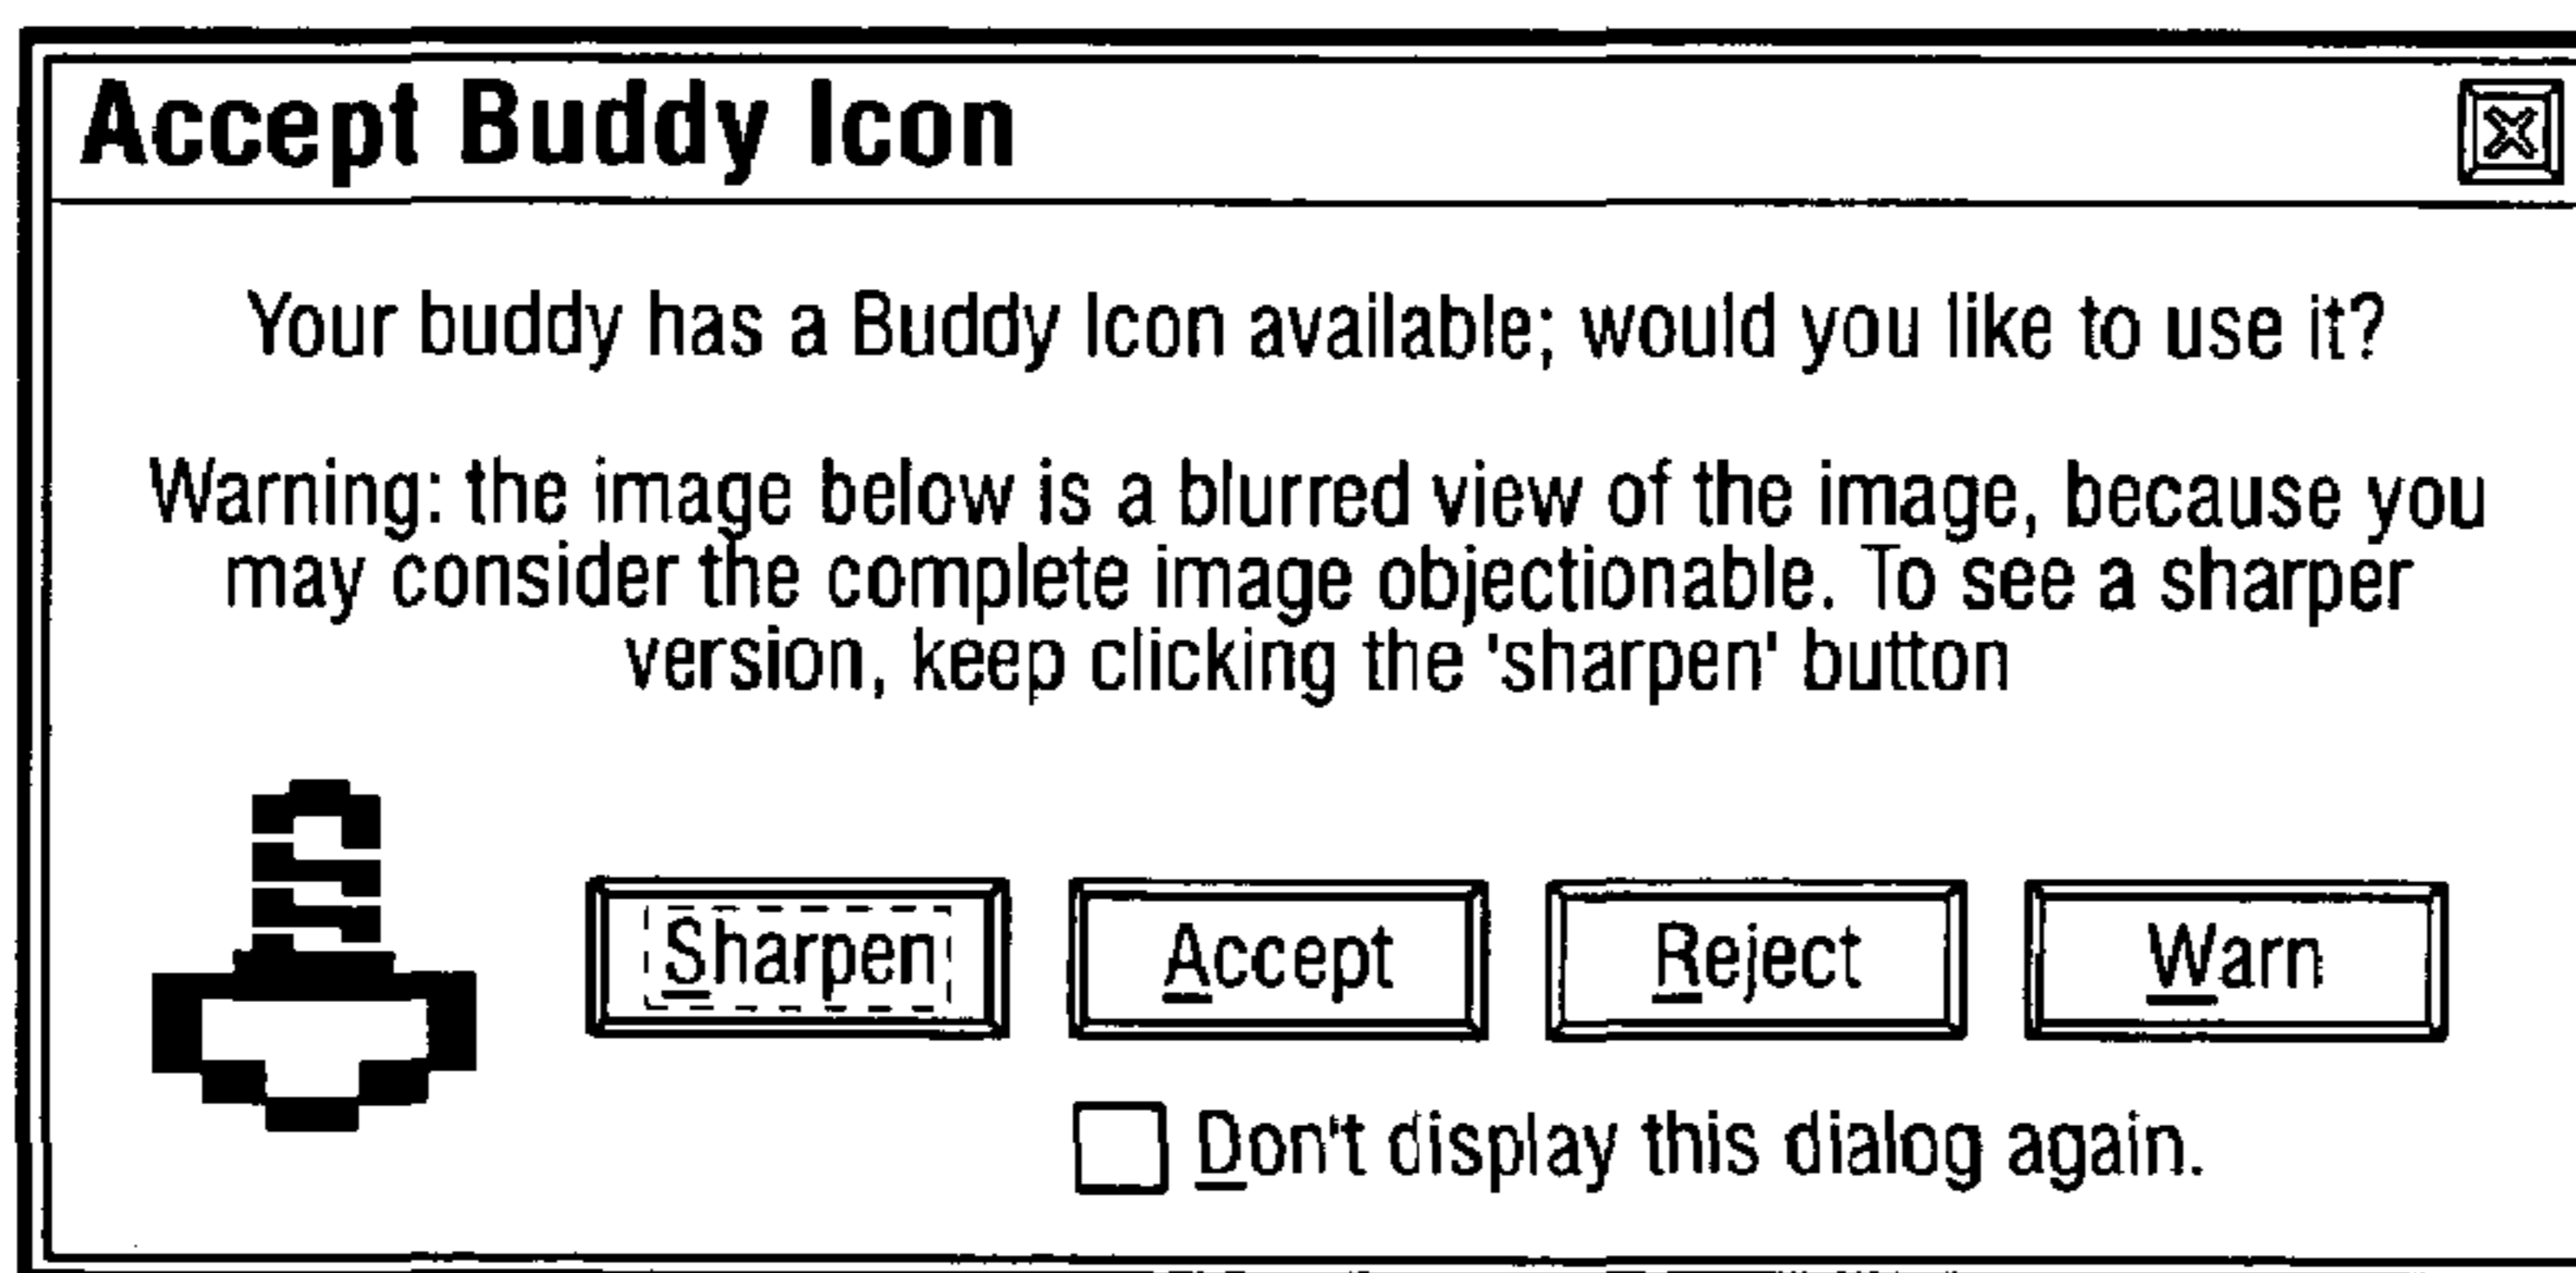 Accept Buddy Icon
Your buddy has a Buddy Icon available; would you like to use it?
Warning: the image below is a blurred view of the image, because you
may consider the complete image objectionable. To see a sharper
version, keep clicking the 'sharpen' button
Sharpen Accept Reject Warn
Don't display this dialog again.